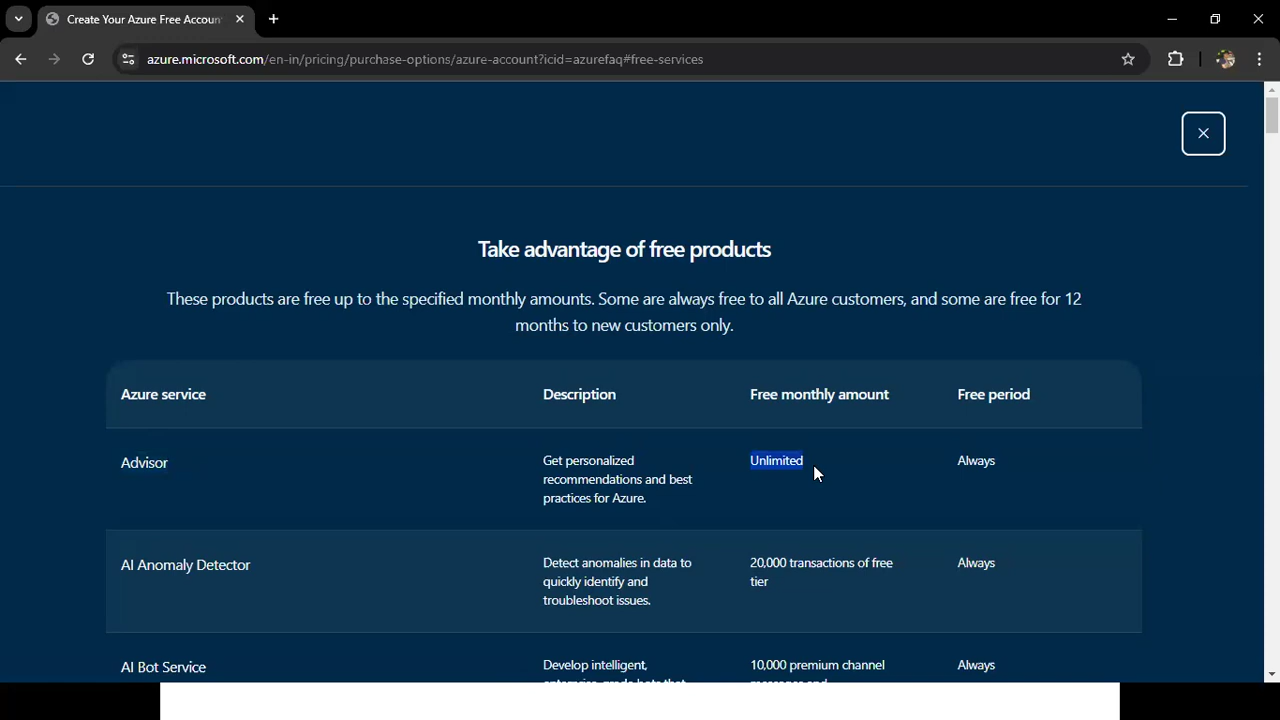 Create Your Azure Free Accoun
azure.microsoft.com/en-in/pricing/purchase-options/azure-account?icid=azurefaq#free-services
Take advantage of free products
These products are free up to the specified monthly amounts. Some are always free to all Azure customers, and some are free for 12
months to new customers only.
Azure service
Description
Free monthly amount
Free period
Advisor
Get personalized
recommendations and best
practices for Azure.
Unlimited
Always
AI Anomaly Detector
Detect anomalies in data to
quickly identify and
troubleshoot issues.
20,000 transactions of free
tier
Always
AI Bot Service
Develop intelligent,
10,000 premium channel
Always